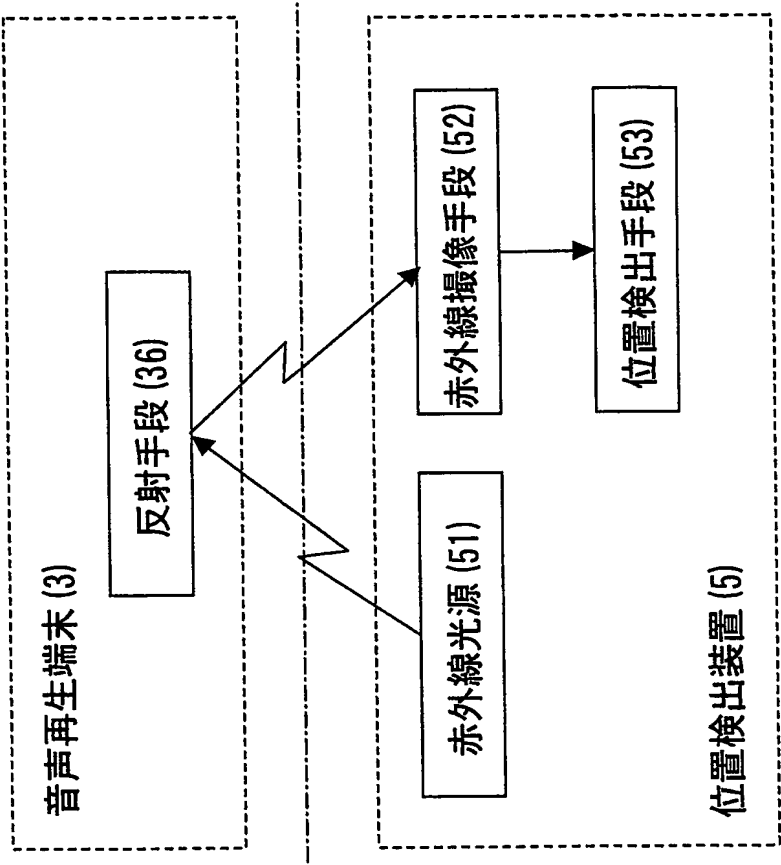 音声再生端末(3)
反射手段(36)
赤外線光源(51)
赤外線撮像手段(52)
位置検出手段(53)
位置検出装置(5)